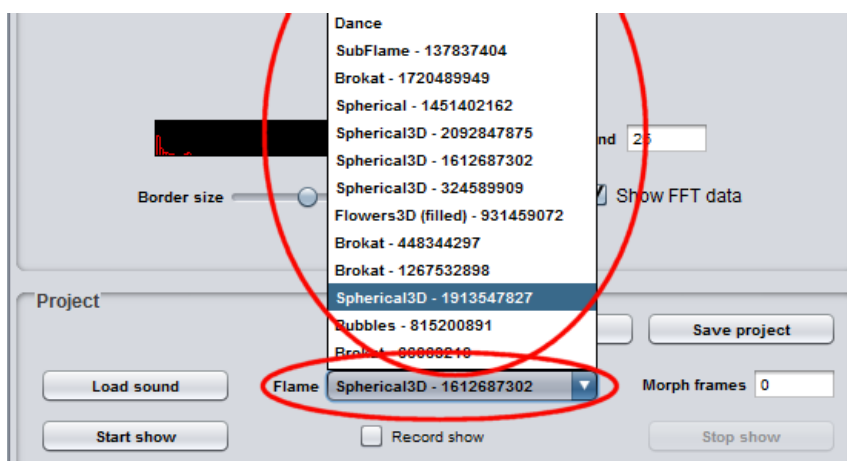 Dance
SubFlame - 137837404
Brokat - 1720489949
Spherical - 1451402162
Spherical3D - 2092847875
nd 25
Spherical3D - 1612687302
Border size
Spherical3D - 324589909
Show FFT data
Flowers3D (filled) - 931459072
Brokat - 448344297
Brokat - 1267532898
Project
Spherical3D - 1913547827
Bubbles - 815200891
Save project
Brokat
Load sound
Flame
Spherical3D - 1612687302
Morph frames 0
Start show
Record show
Stop show